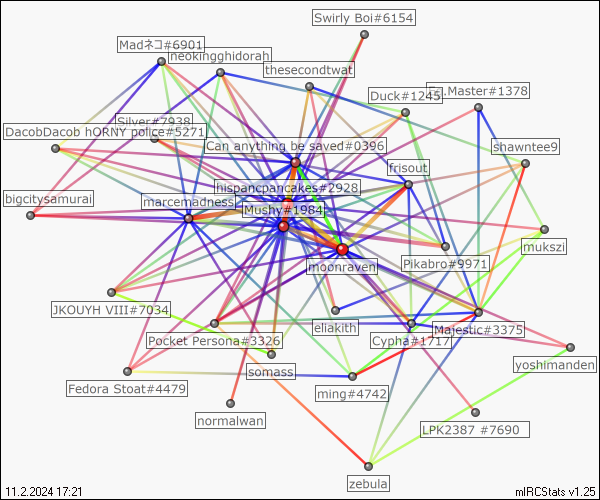 Swirly Boi#6154
Madネコ#6901
neokingghidorah
thesecondtwat
Duck#1245
Master#1378
Silver#7938
DacobDacob hORNY police#5271
Can anything be saved#0396
shawntee9
frisout
hispancpancakes#2928
bigcitysamurai
marcemadness
Mushy#1984
mukszi
moonraven
Pikabro#9971
JKOUYH VIII#7034
eliakith
Majestic#3375
Pocket Persona#3326
Cypha#1717
yoshimanden
somass
Fedora Stoat#4479
ming#4742
normalwan
LPK2387 #7690
zebula
11.2.2024 17:21
mIRCStats v1.25